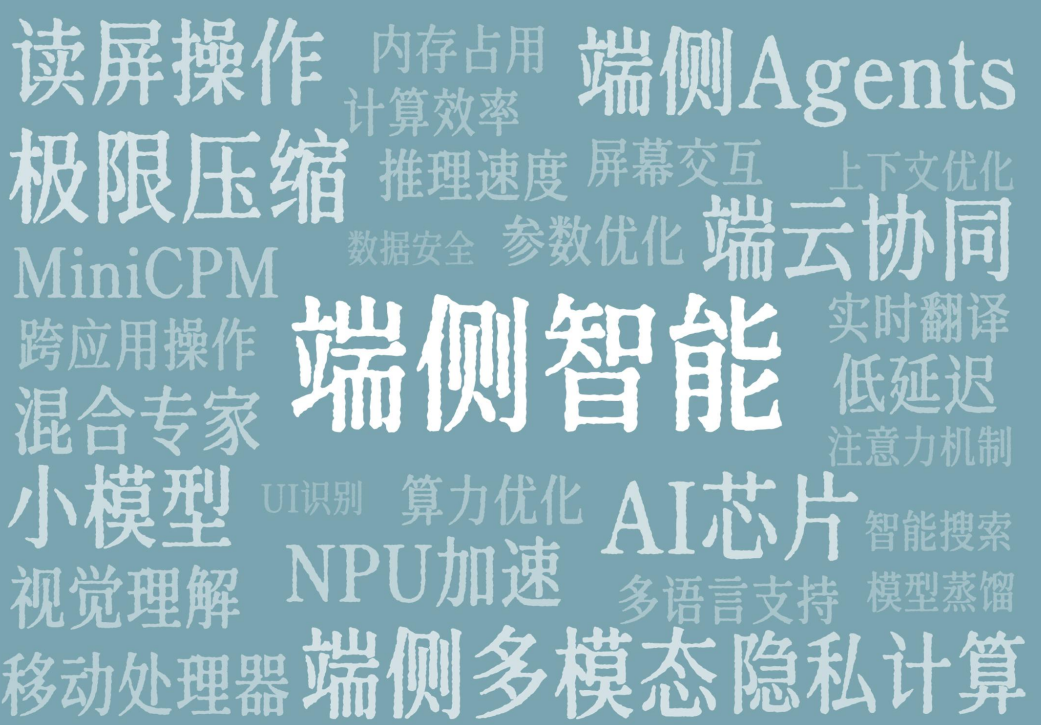 读屏操作
内存占用
端侧Agents
计算效率
极限压缩
推理速度
屏幕交互
上下文优化
数据安全
参数优化
端云协同
MiniCPM
端侧智能
实时翻译
跨应用操作
低延迟
混合专家
注意力机制
小模型
UI识别
算力优化
AI芯片
智能搜索
NPU加速
视觉理解
多语言支持
模型蒸馏
移动处理器
端侧多模态
隐私计算